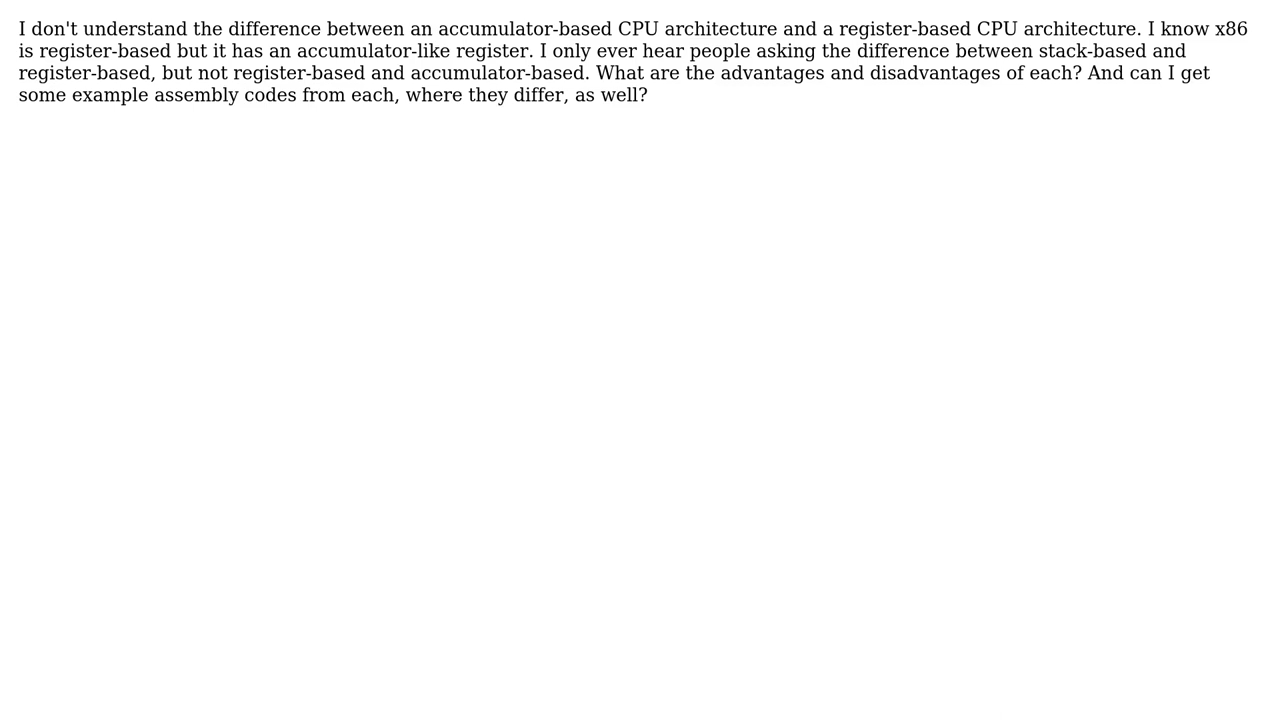 I don't understand the difference between an accumulator-based CPU architecture and a register-based CPU architecture. I know x86
is register-based but it has an accumulator-like register. I only ever hear people asking the difference between stack-based and
register-based, but not register-based and accumulator-based. What are the advantages and disadvantages of each? And can I get
some example assembly codes from each, where they differ, as well?